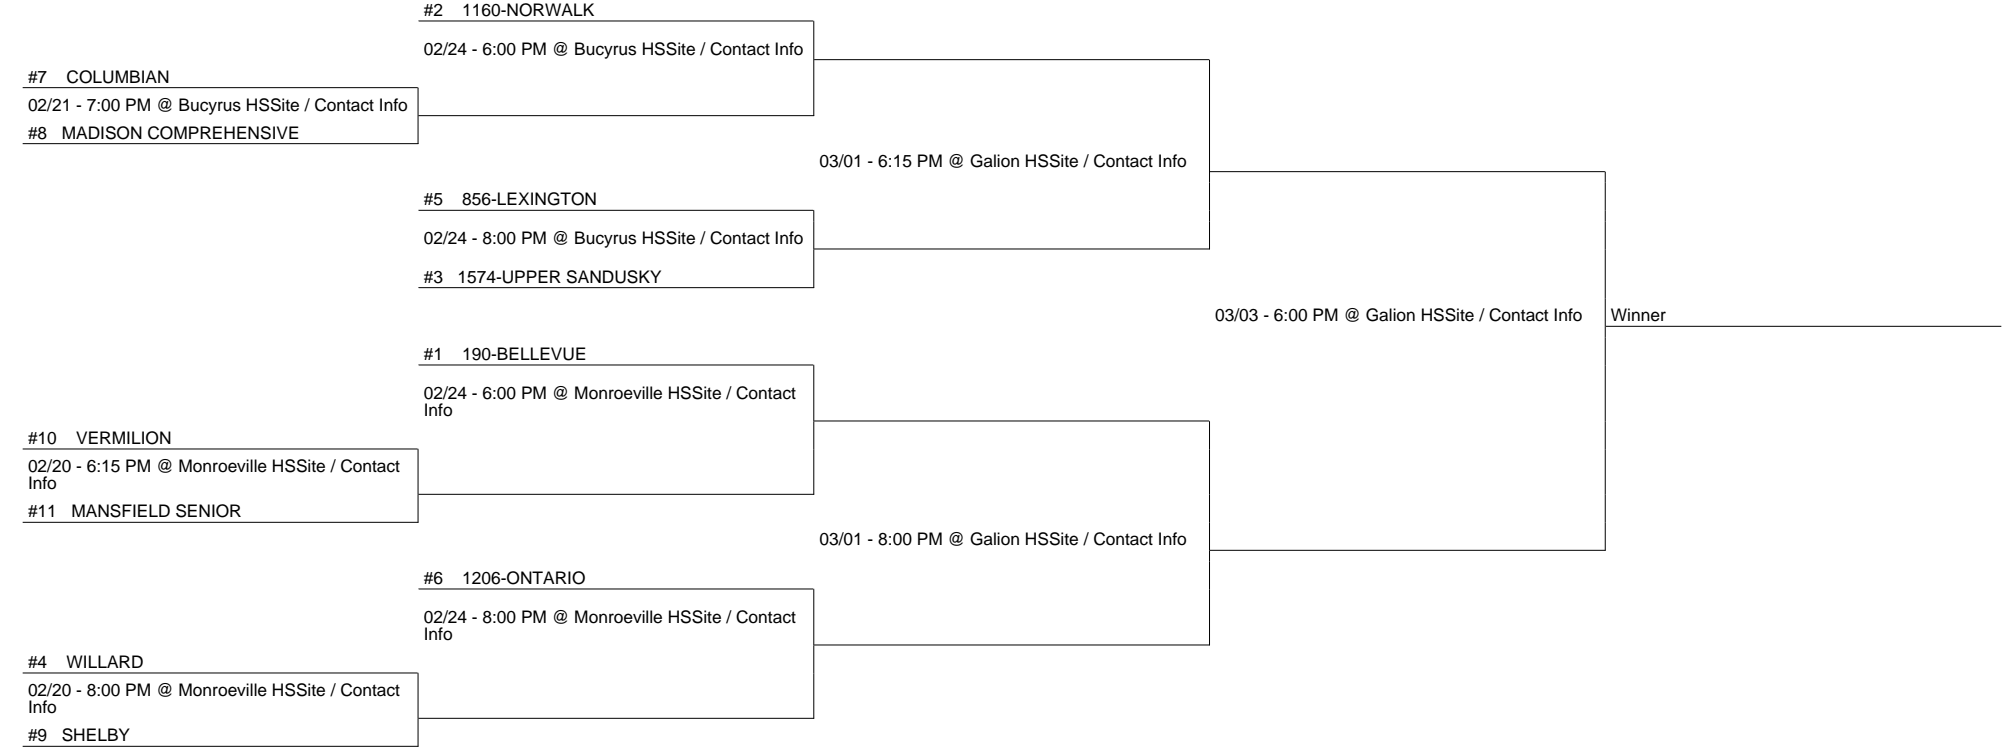 #2 1160-NORWALK
02/24 - 6:00 PM @ Bucyrus HSSite / Contact Info
#7 COLUMBIAN
02/21 - 7:00 PM @ Bucyrus HSSite / Contact Info
#8 MADISON COMPREHENSIVE
03/01 - 6:15 PM @ Galion HSSite / Contact Info
#5 856-LEXINGTON
02/24 - 8:00 PM @ Bucyrus HSSite / Contact Info
#3 1574-UPPER SANDUSKY
03/03 - 6:00 PM @ Galion HSSite / Contact Info
Winner
#1 190-BELLEVUE
02/24 - 6:00 PM @ Monroeville HSSite / Contact
Info
#10 VERMILION
02/20 - 6:15 PM @ Monroeville HSSite / Contact
Info
#11 MANSFIELD SENIOR
03/01 - 8:00 PM @ Galion HSSite / Contact Info
#6 1206-ONTARIO
02/24 - 8:00 PM @ Monroeville HSSite / Contact
Info
#4 WILLARD
02/20 - 8:00 PM @ Monroeville HSSite / Contact
Info
#9 SHELBY